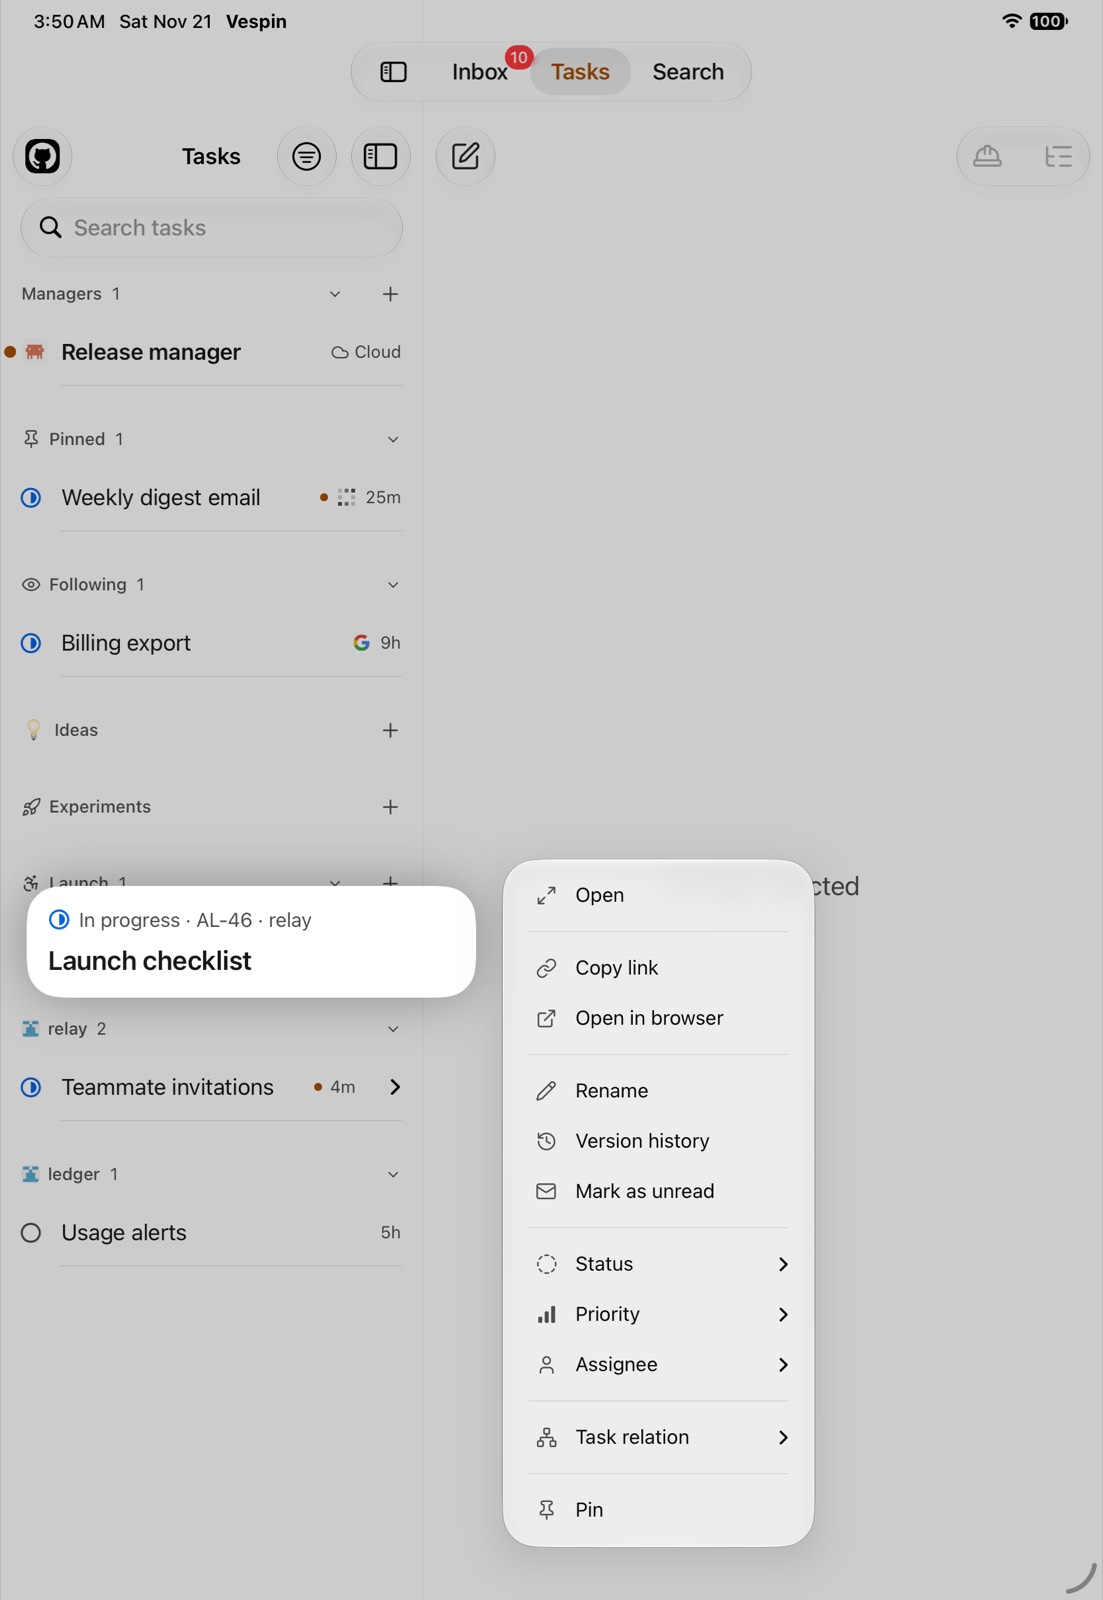 3:50 AM Sat Nov 21 Vespin
100
Inbox 10 Tasks Search
Tasks
Search tasks
Managers 1
Release manager Cloud
Pinned 1
Weekly digest email 25m
Following 1
Billing export 9h
Ideas
Experiments
Launch 1
In progress · AL-46 · relay
Launch checklist
relay 2
Teammate invitations 4m
ledger 1
Usage alerts 5h
Open
Copy link
Open in browser
Rename
Version history
Mark as unread
Status
Priority
Assignee
Task relation
Pin